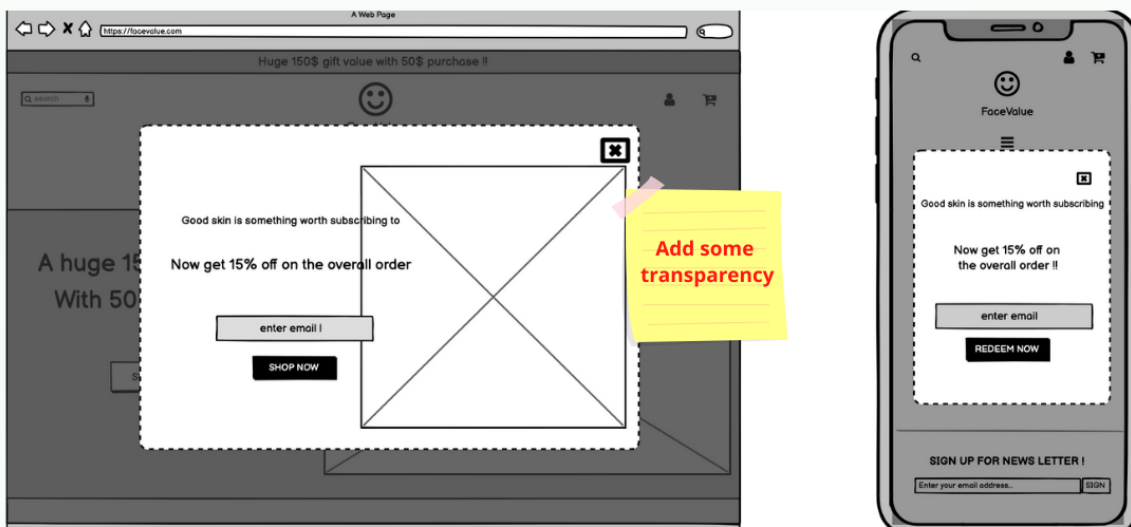 A Web Page
https://facevalue.com
Huge 150$ gift value with 50$ purchase !!
search
Good skin is something worth subscribing to
Now get 15% off on the overall order
enter email I
SHOP NOW
A huge 15
With 50
Add some
transparency
FaceValue
Good skin is something worth subscribing
Now get 15% off on
the overall order !!
enter email
REDEEM NOW
SIGN UP FOR NEWS LETTER !
Enter your email address...
SIGN